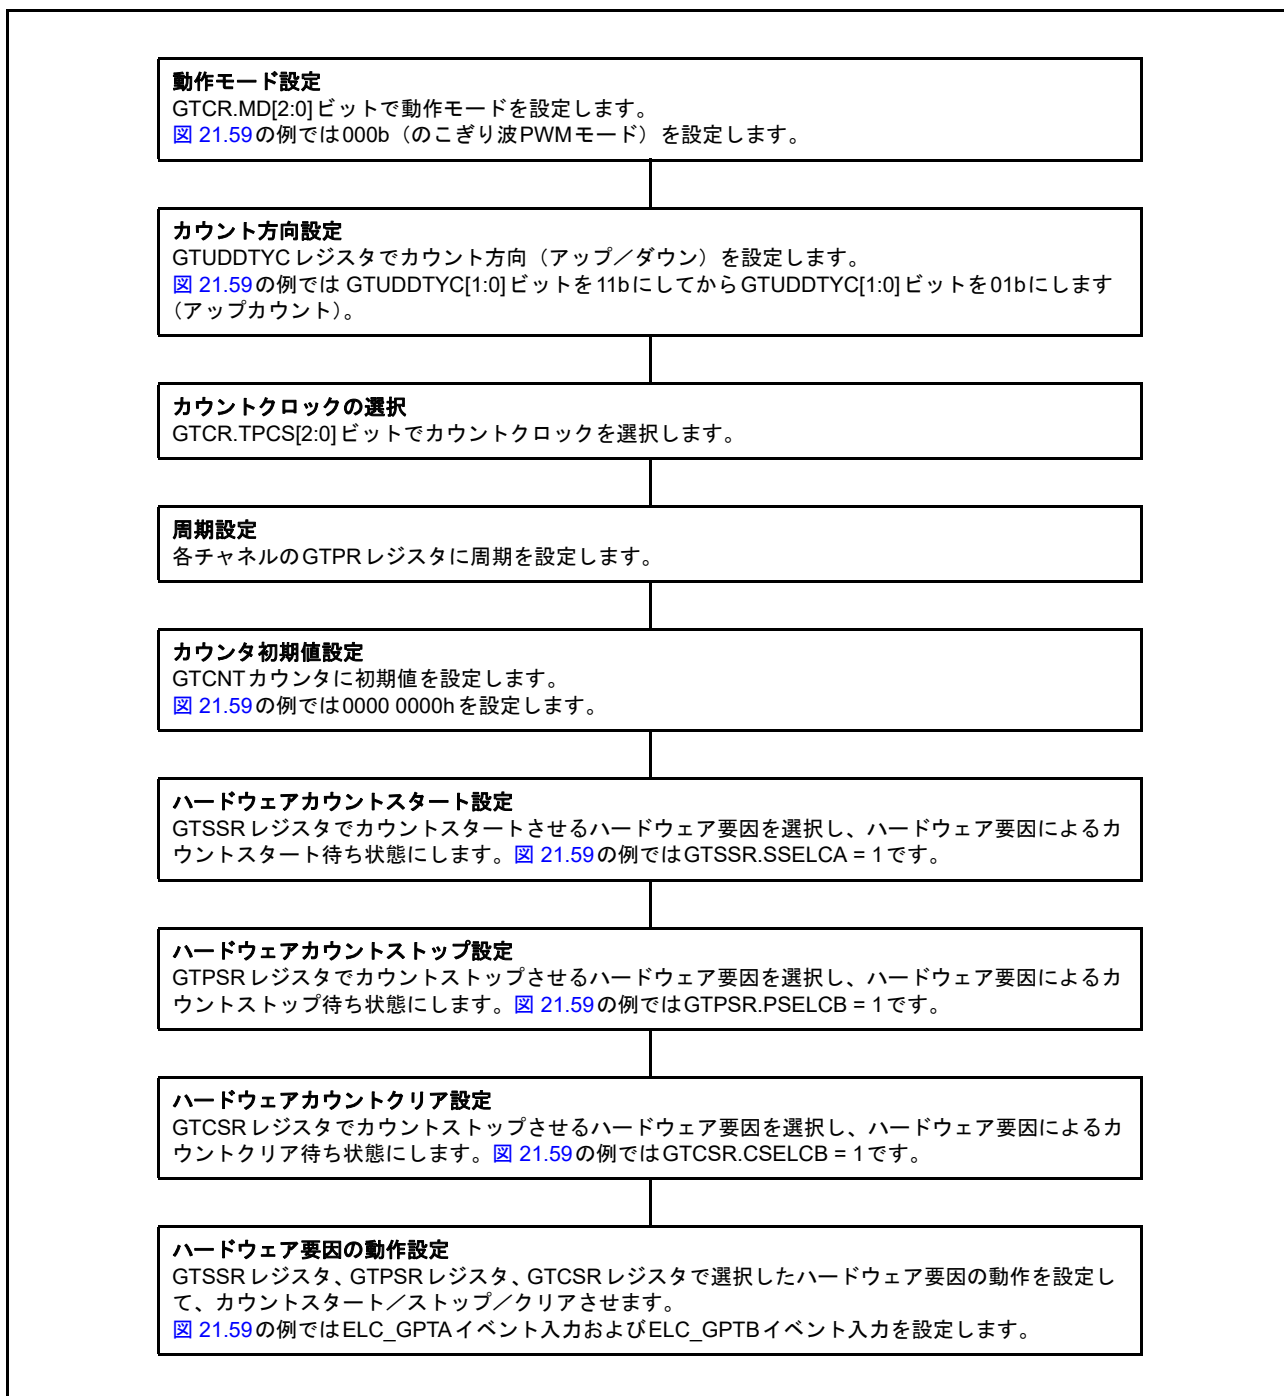 動作モード設定
GTCR.MD[2:0]ビットで動作モードを設定します。
図 21.59の例では000b（のこぎり波PWMモード）を設定します。
カウント方向設定
GTUDDTYCレジスタでカウント方向（アップ／ダウン）を設定します。
図 21.59の例では GTUDDTYC[1:0]ビットを11bにしてからGTUDDTYC[1:0]ビットを01bにします
（アップカウント）。
カウントクロックの選択
GTCR.TPCS[2:0]ビットでカウントクロックを選択します。
周期設定
各チャネルのGTPRレジスタに周期を設定します。
カウンタ初期値設定
GTCNTカウンタに初期値を設定します。
図 21.59の例では0000 0000hを設定します。
ハードウェアカウントスタート設定
GTSSRレジスタでカウントスタートさせるハードウェア要因を選択し、ハードウェア要因によるカ
ウントスタート待ち状態にします。図 21.59の例ではGTSSR.SSELCA = 1です。
ハードウェアカウントストップ設定
GTPSRレジスタでカウントストップさせるハードウェア要因を選択し、ハードウェア要因によるカ
ウントストップ待ち状態にします。図 21.59の例ではGTPSR.PSELCB = 1です。
ハードウェアカウントクリア設定
GTCSRレジスタでカウントストップさせるハードウェア要因を選択し、ハードウェア要因によるカ
ウントクリア待ち状態にします。図 21.59の例ではGTCSR.CSELCB = 1です。
ハードウェア要因の動作設定
GTSSRレジスタ、GTPSRレジスタ、GTCSRレジスタで選択したハードウェア要因の動作を設定し
て、カウントスタート／ストップ／クリアさせます。
図 21.59の例ではELC_GPTAイベント入力およびELC_GPTBイベント入力を設定します。